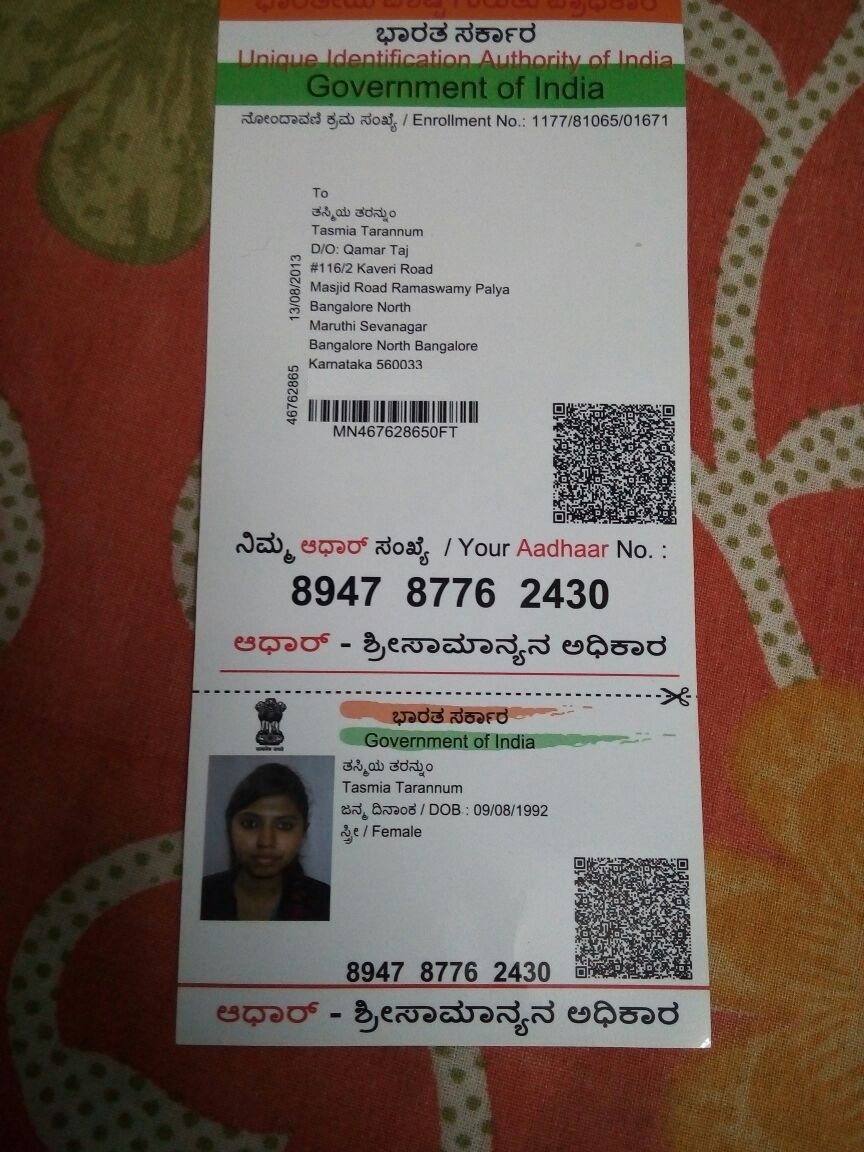 ಭಾರತೀಯ ವಿಶಿಷ್ಟ ಗುರುತು ಪ್ರಾಧಿಕಾರ
ಭಾರತ ಸರ್ಕಾರ
Unique Identification Authority of India
Government of India
ನೋಂದಾವಣಿ ಕ್ರಮ ಸಂಖ್ಯೆ / Enrollment No.: 1177/81065/01671
To
ತಸ್ಮಿಯ ತರನ್ನುಂ
Tasmia Tarannum
D/O: Qamar Taj
#116/2 Kaveri Road
Masjid Road Ramaswamy Palya
Bangalore North
Maruthi Sevanagar
Bangalore North Bangalore
Karnataka 560033
13/08/2013
46762865
MN467628650FT
ನಿಮ್ಮ ಆಧಾರ್ ಸಂಖ್ಯೆ / Your Aadhaar No. :
8947 8776 2430
ಆಧಾರ್ - ಶ್ರೀಸಾಮಾನ್ಯನ ಅಧಿಕಾರ
ಭಾರತ ಸರ್ಕಾರ
Government of India
ತಸ್ಮಿಯ ತರನ್ನುಂ
Tasmia Tarannum
ಜನ್ಮ ದಿನಾಂಕ / DOB : 09/08/1992
ಸ್ತ್ರೀ / Female
8947 8776 2430
ಆಧಾರ್ - ಶ್ರೀಸಾಮಾನ್ಯನ ಅಧಿಕಾರ